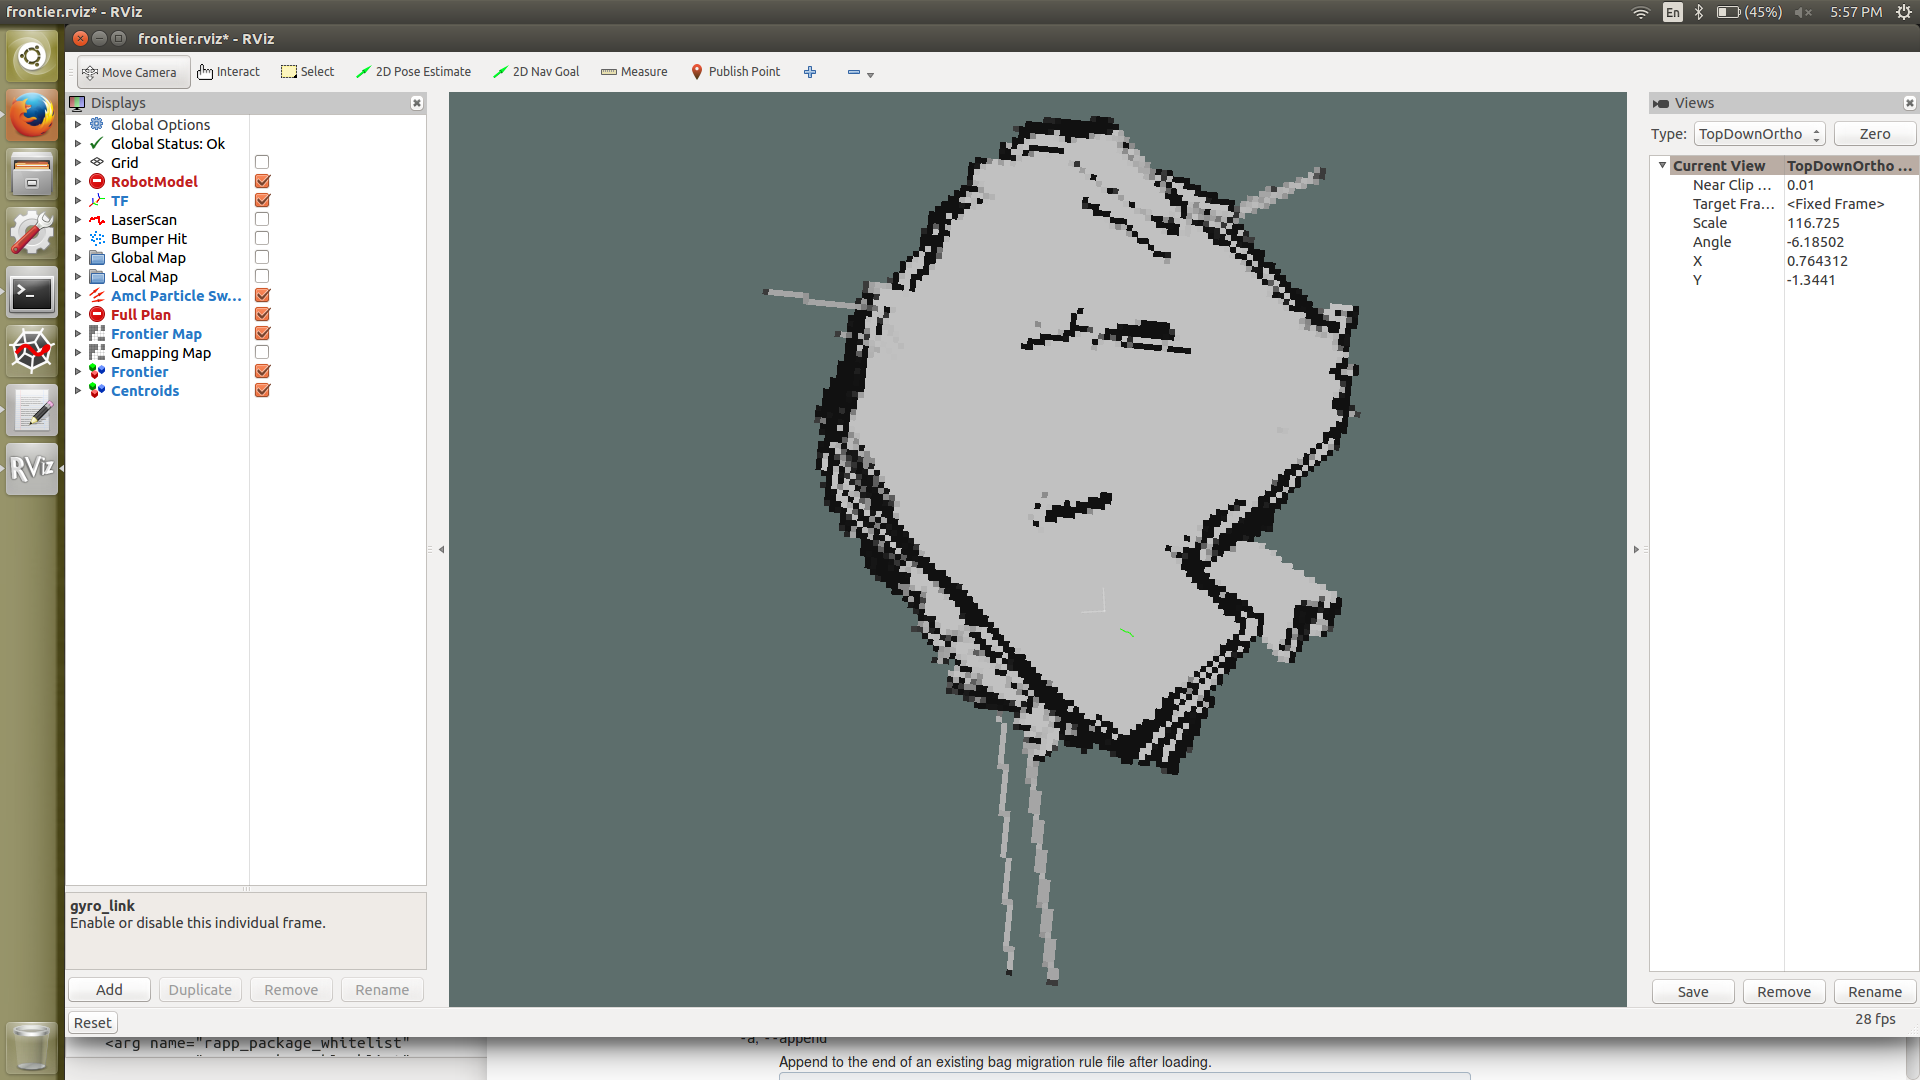 frontier.rviz* - RViz
En
(45%)
5:57 PM
frontier.rviz* - RViz
Move Camera
Interact
Select
2D Pose Estimate
2D Nav Goal
Measure
Publish Point
Displays
Global Options
Global Status: Ok
Grid
RobotModel
TF
LaserScan
Bumper Hit
Global Map
Local Map
Amcl Particle Sw...
Full Plan
Frontier Map
Gmapping Map
Frontier
Centroids
gyro_link
Enable or disable this individual frame.
Add
Duplicate
Remove
Rename
Reset
RViz
Views
Type:
TopDownOrtho
Zero
Current View
TopDownOrtho ...
Near Clip ...
0.01
Target Fra...
<Fixed Frame>
Scale
116.725
Angle
-6.18502
X
0.764312
Y
-1.3441
Save
Remove
Rename
28 fps
<arg name="rapp_package_whitelist"
-a, --append
Append to the end of an existing bag migration rule file after loading.